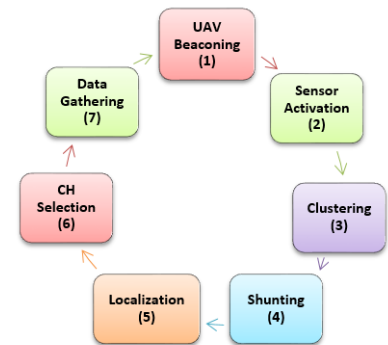 UAV
Beaconing
(1)
Sensor
Activation
(2)
Clustering
(3)
Shunting
(4)
Localization
(5)
CH
Selection
(6)
Data
Gathering
(7)